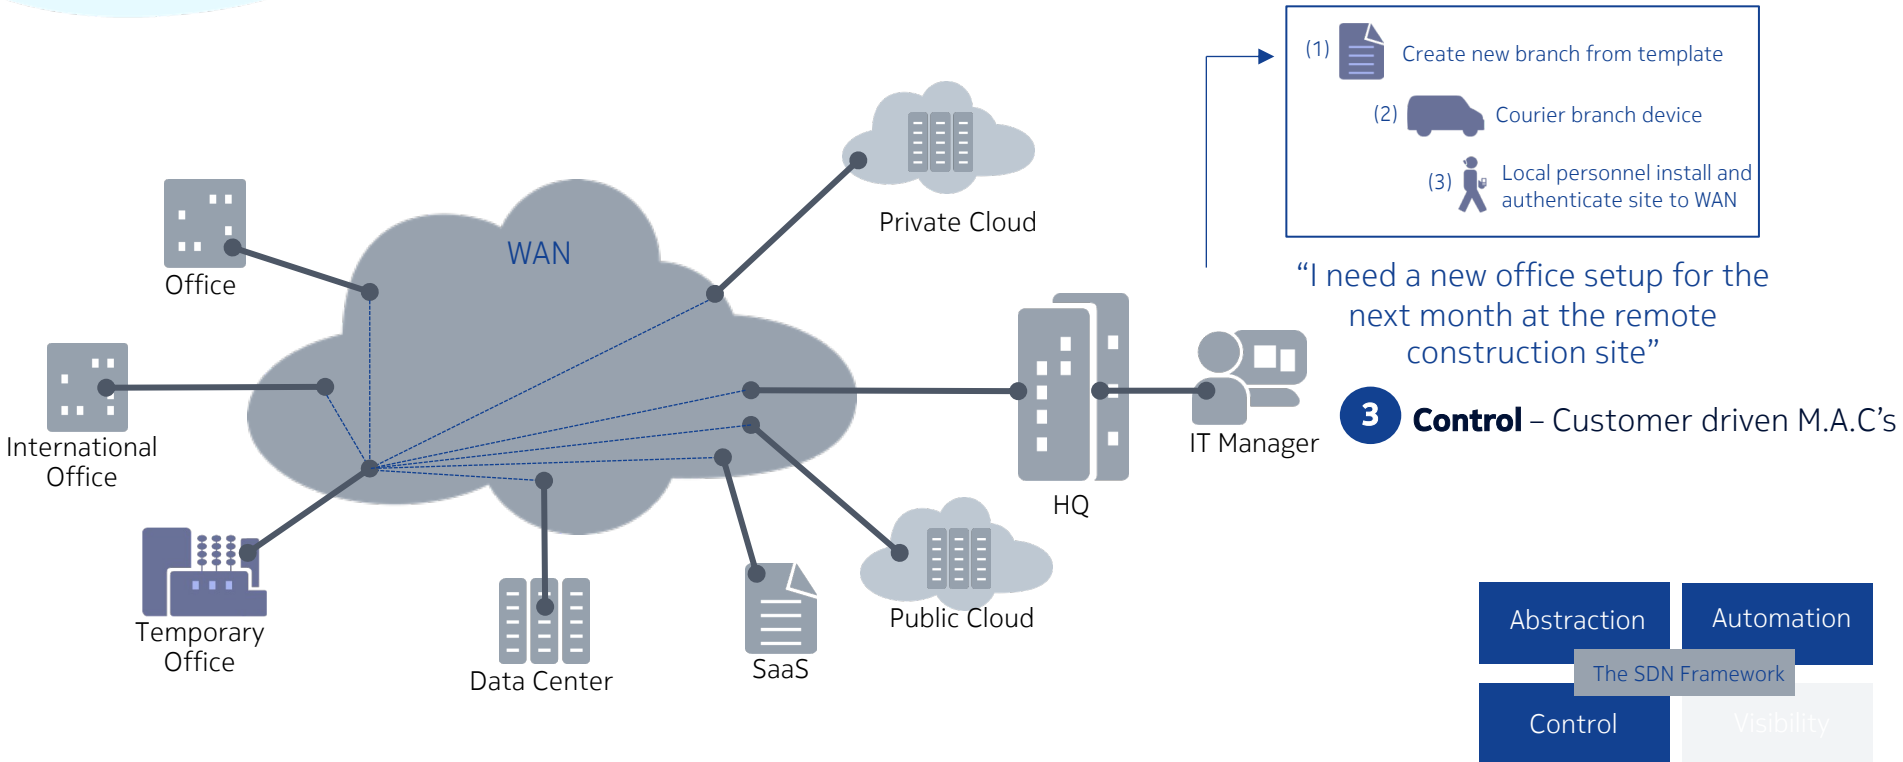 (1) Create new branch from template
(2) Courier branch device
(3) Local personnel install and
authenticate site to WAN
Private Cloud
WAN
Office
“I need a new office setup for the
next month at the remote
construction site”
3 Control – Customer driven M.A.C’s
IT Manager
International
Office
HQ
Public Cloud
Temporary
Office
SaaS
Data Center
Abstraction
Automation
The SDN Framework
Control
Visibility